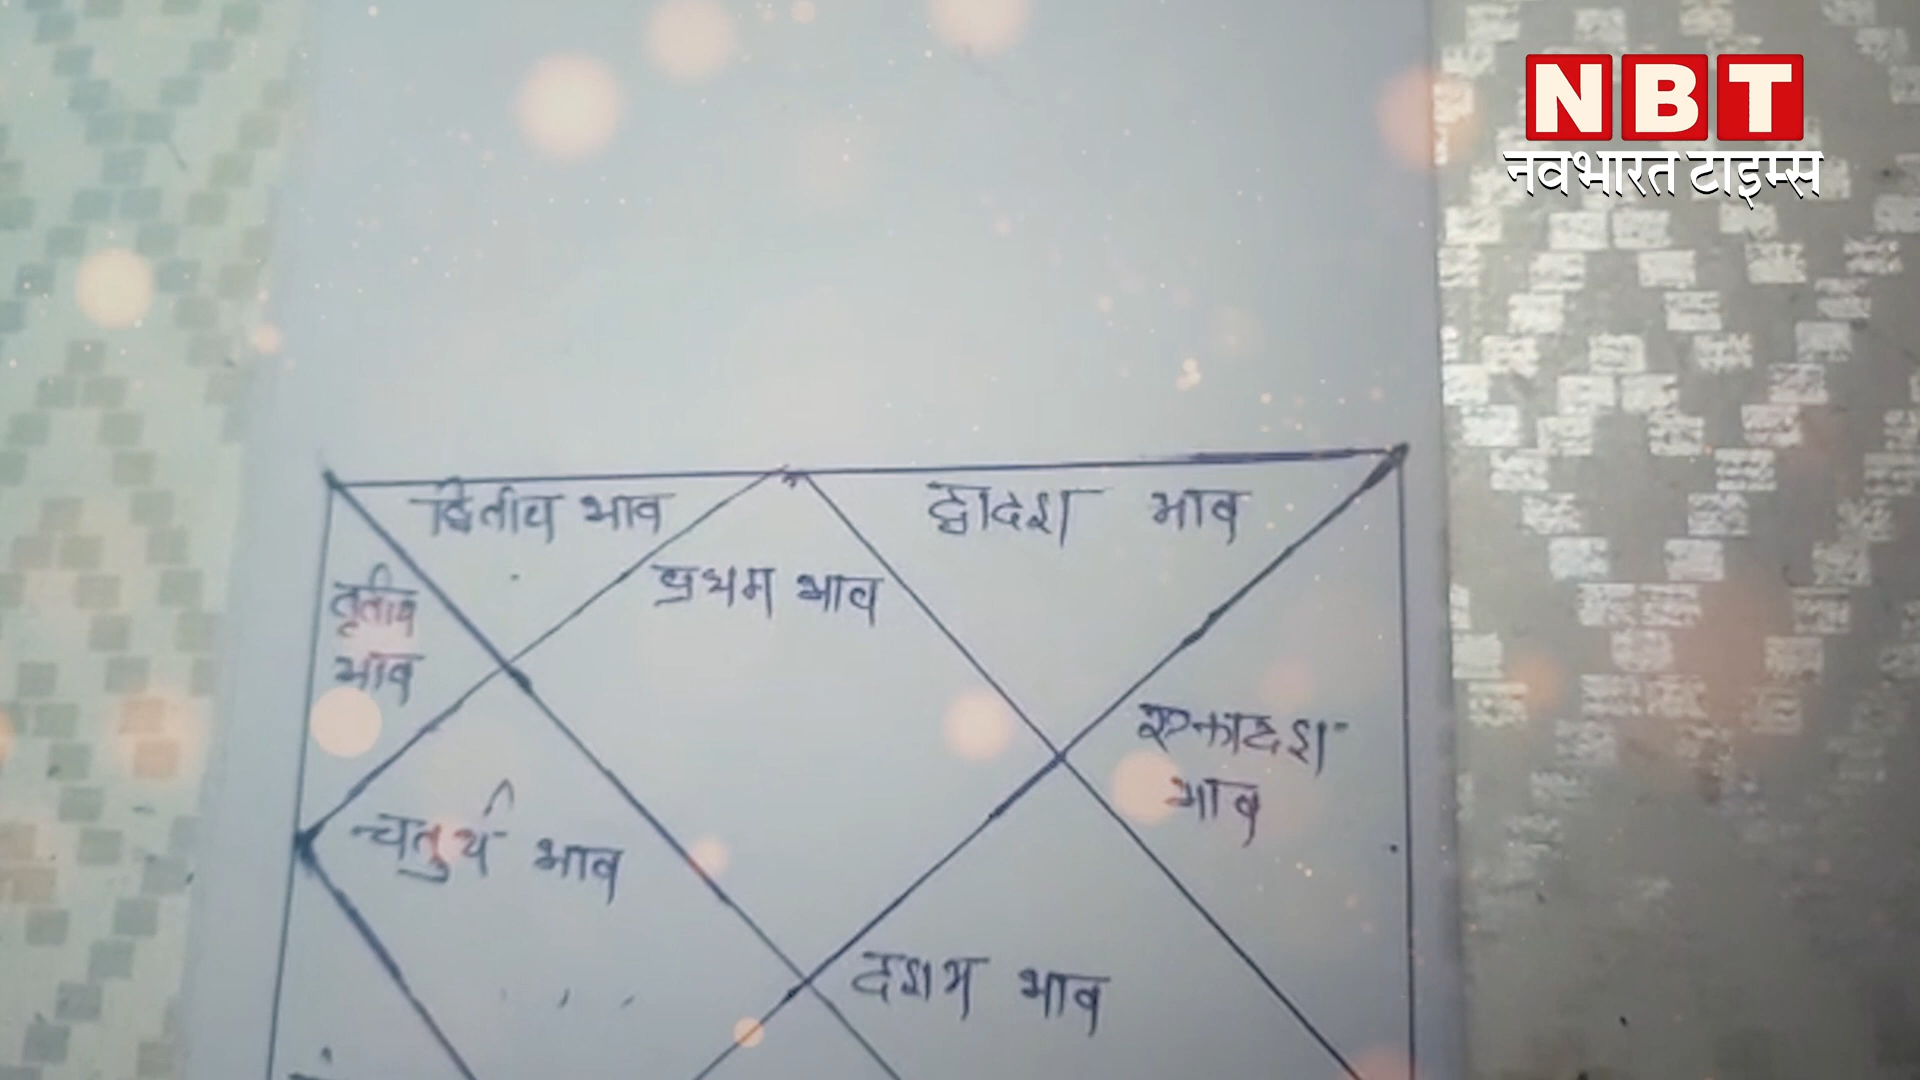 NBT
नवभारत टाइम्स
द्वितीय भाव
द्वादश भाव
प्रथम भाव
तृतीय
भाव
एकादश
भाव
चतुर्थ भाव
दशम भाव